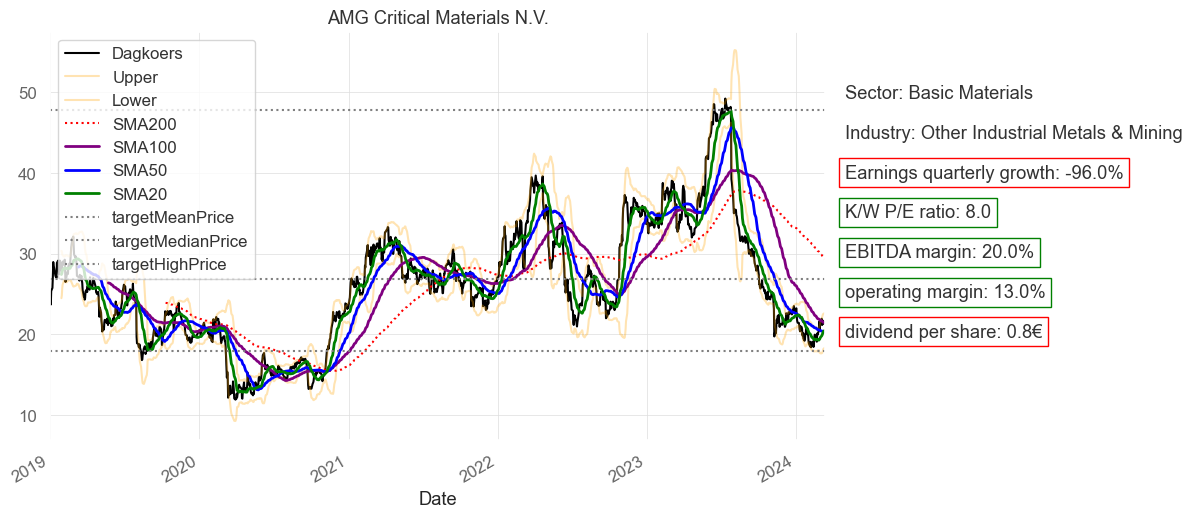 AMG Critical Materials N.V.
Dagkoers
Upper
Lower
SMA200
SMA100
SMA50
SMA20
targetMeanPrice
targetMedianPrice
targetHighPrice
50
40
30
20
10
2019
2020
2021
2022
2023
2024
Date
Sector: Basic Materials
Industry: Other Industrial Metals & Mining
Earnings quarterly growth: -96.0%
K/W P/E ratio: 8.0
EBITDA margin: 20.0%
operating margin: 13.0%
dividend per share: 0.8€